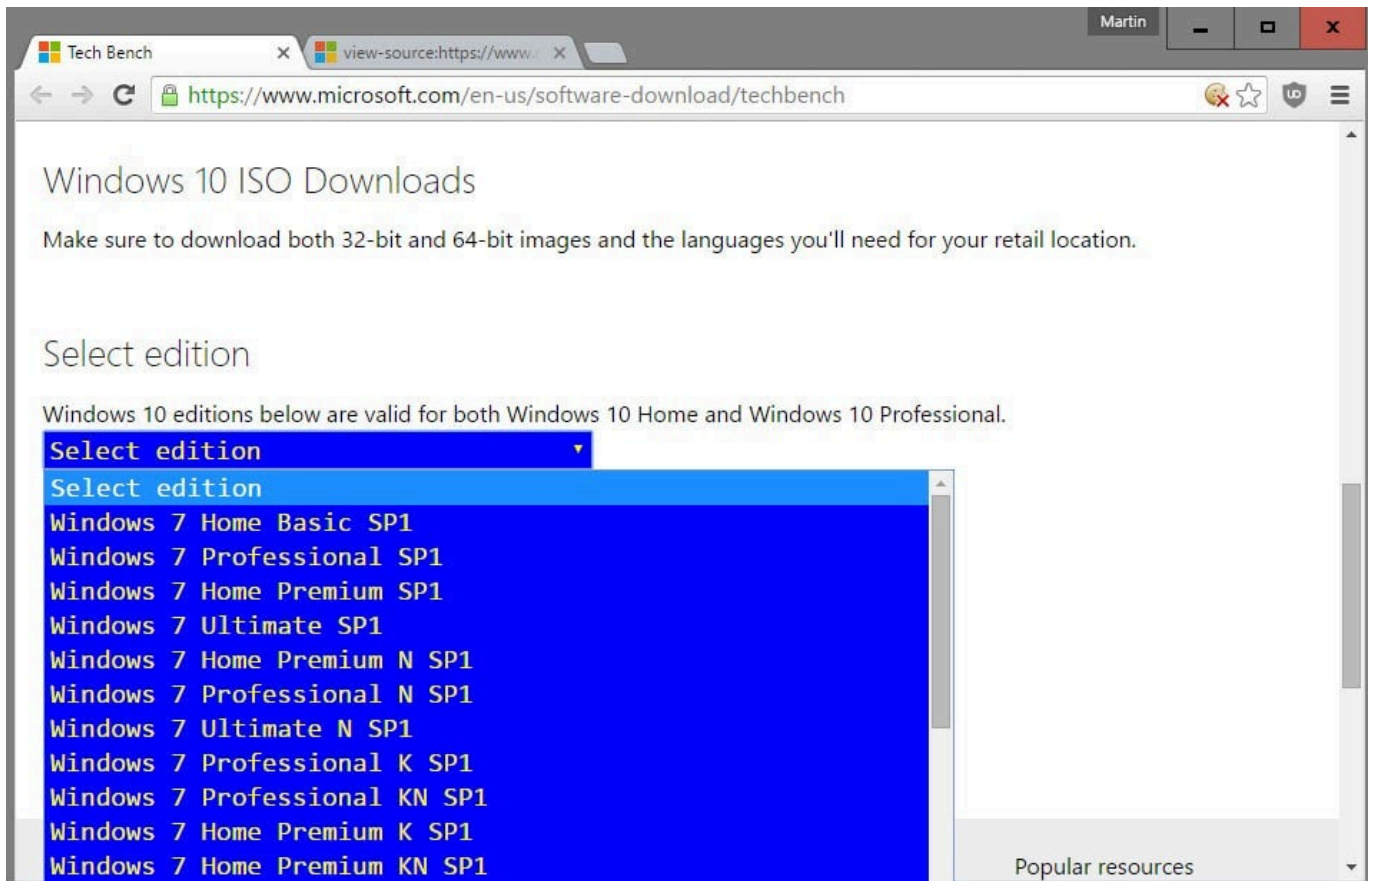 Martin
Tech Bench
view-source:https://www.
https://www.microsoft.com/en-us/software-download/techbench
Windows 10 ISO Downloads
Make sure to download both 32-bit and 64-bit images and the languages you'll need for your retail location.
Select edition
Windows 10 editions below are valid for both Windows 10 Home and Windows 10 Professional.
Select edition
Select edition
Windows 7 Home Basic SP1
Windows 7 Professional SP1
Windows 7 Home Premium SP1
Windows 7 Ultimate SP1
Windows 7 Home Premium N SP1
Windows 7 Professional N SP1
Windows 7 Ultimate N SP1
Windows 7 Professional K SP1
Windows 7 Professional KN SP1
Windows 7 Home Premium K SP1
Windows 7 Home Premium KN SP1
Popular resources